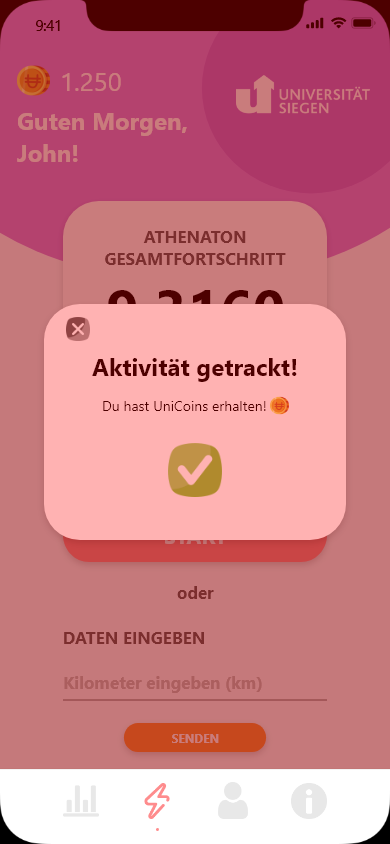 9:41
1.250
Guten Morgen,
John!
UNIVERSITÄT
SIEGEN
ATHENATON
GESAMTFORTSCHRITT
Aktivität getrackt!
Du hast UniCoins erhalten!
START
oder
DATEN EINGEBEN
Kilometer eingeben (km)
SENDEN